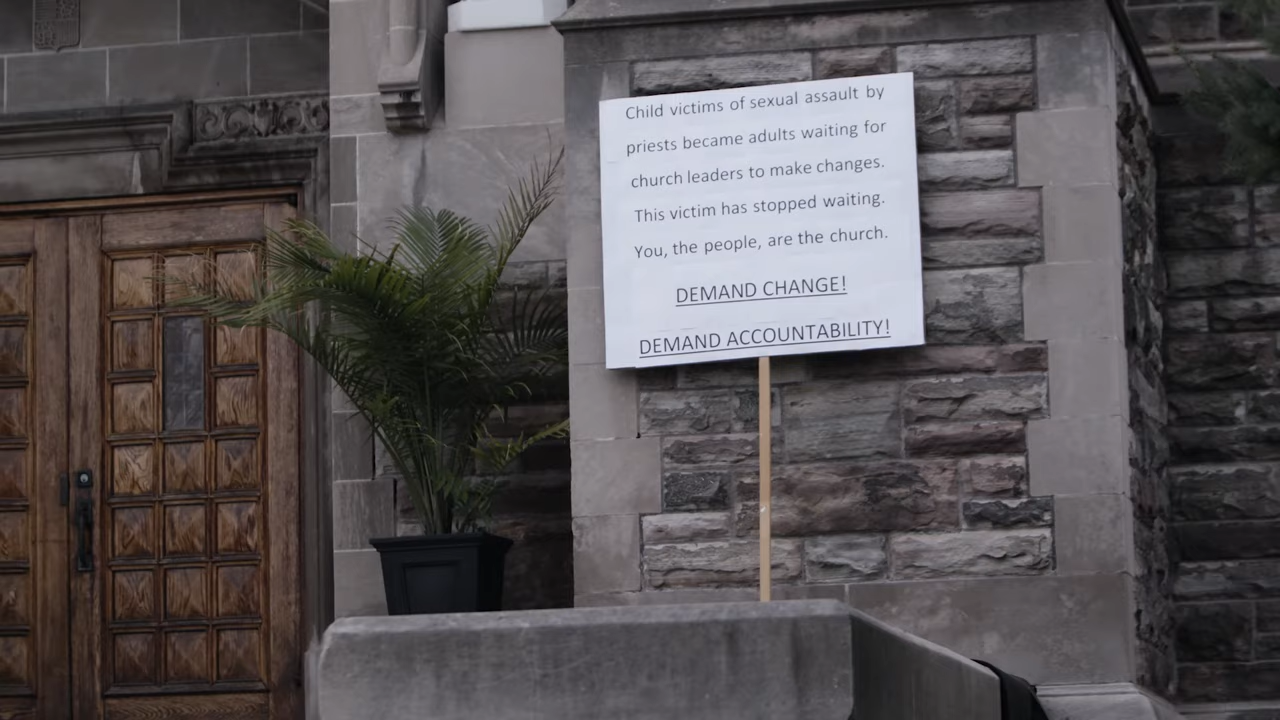 Child victims of sexual assault by
priests became adults waiting for
church leaders to make changes.
This victim has stopped waiting.
You, the people, are the church.
DEMAND CHANGE!
DEMAND ACCOUNTABILITY!